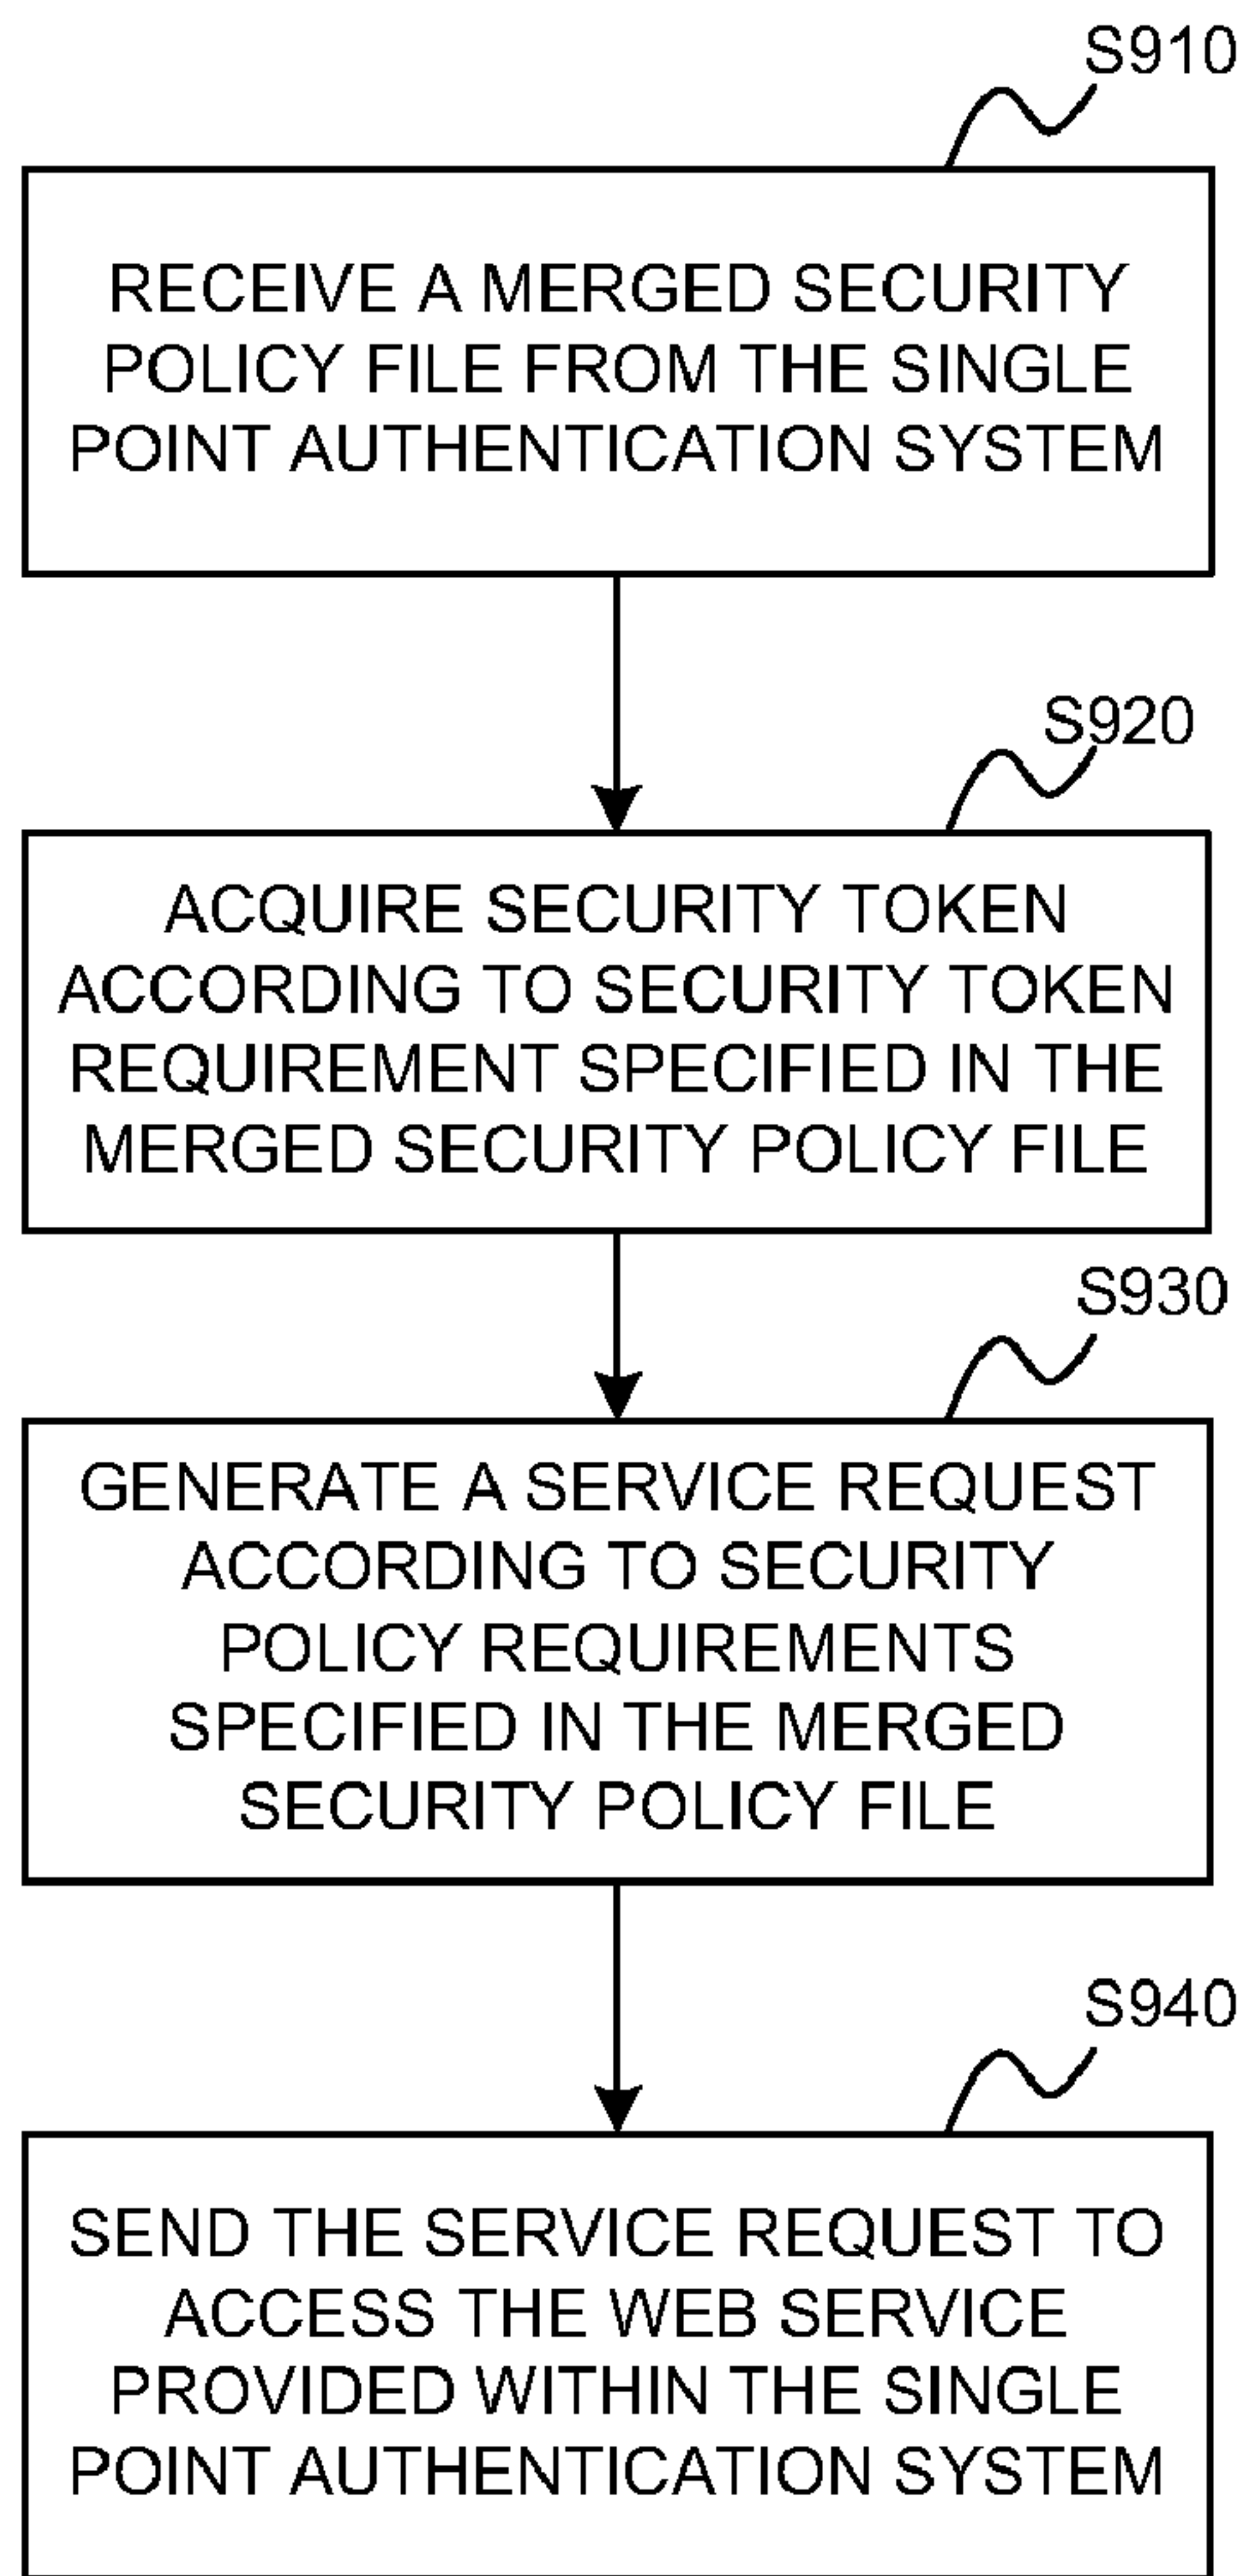 S910
RECEIVE A MERGED SECURITY
POLICY FILE FROM THE SINGLE
POINT AUTHENTICATION SYSTEM
S920
ACQUIRE SECURITY TOKEN
ACCORDING TO SECURITY TOKEN
REQUIREMENT SPECIFIED IN THE
MERGED SECURITY POLICY FILE
S930
GENERATE A SERVICE REQUEST
ACCORDING TO SECURITY
POLICY REQUIREMENTS
SPECIFIED IN THE MERGED
SECURITY POLICY FILE
S940
SEND THE SERVICE REQUEST TO
ACCESS THE WEB SERVICE
PROVIDED WITHIN THE SINGLE
POINT AUTHENTICATION SYSTEM